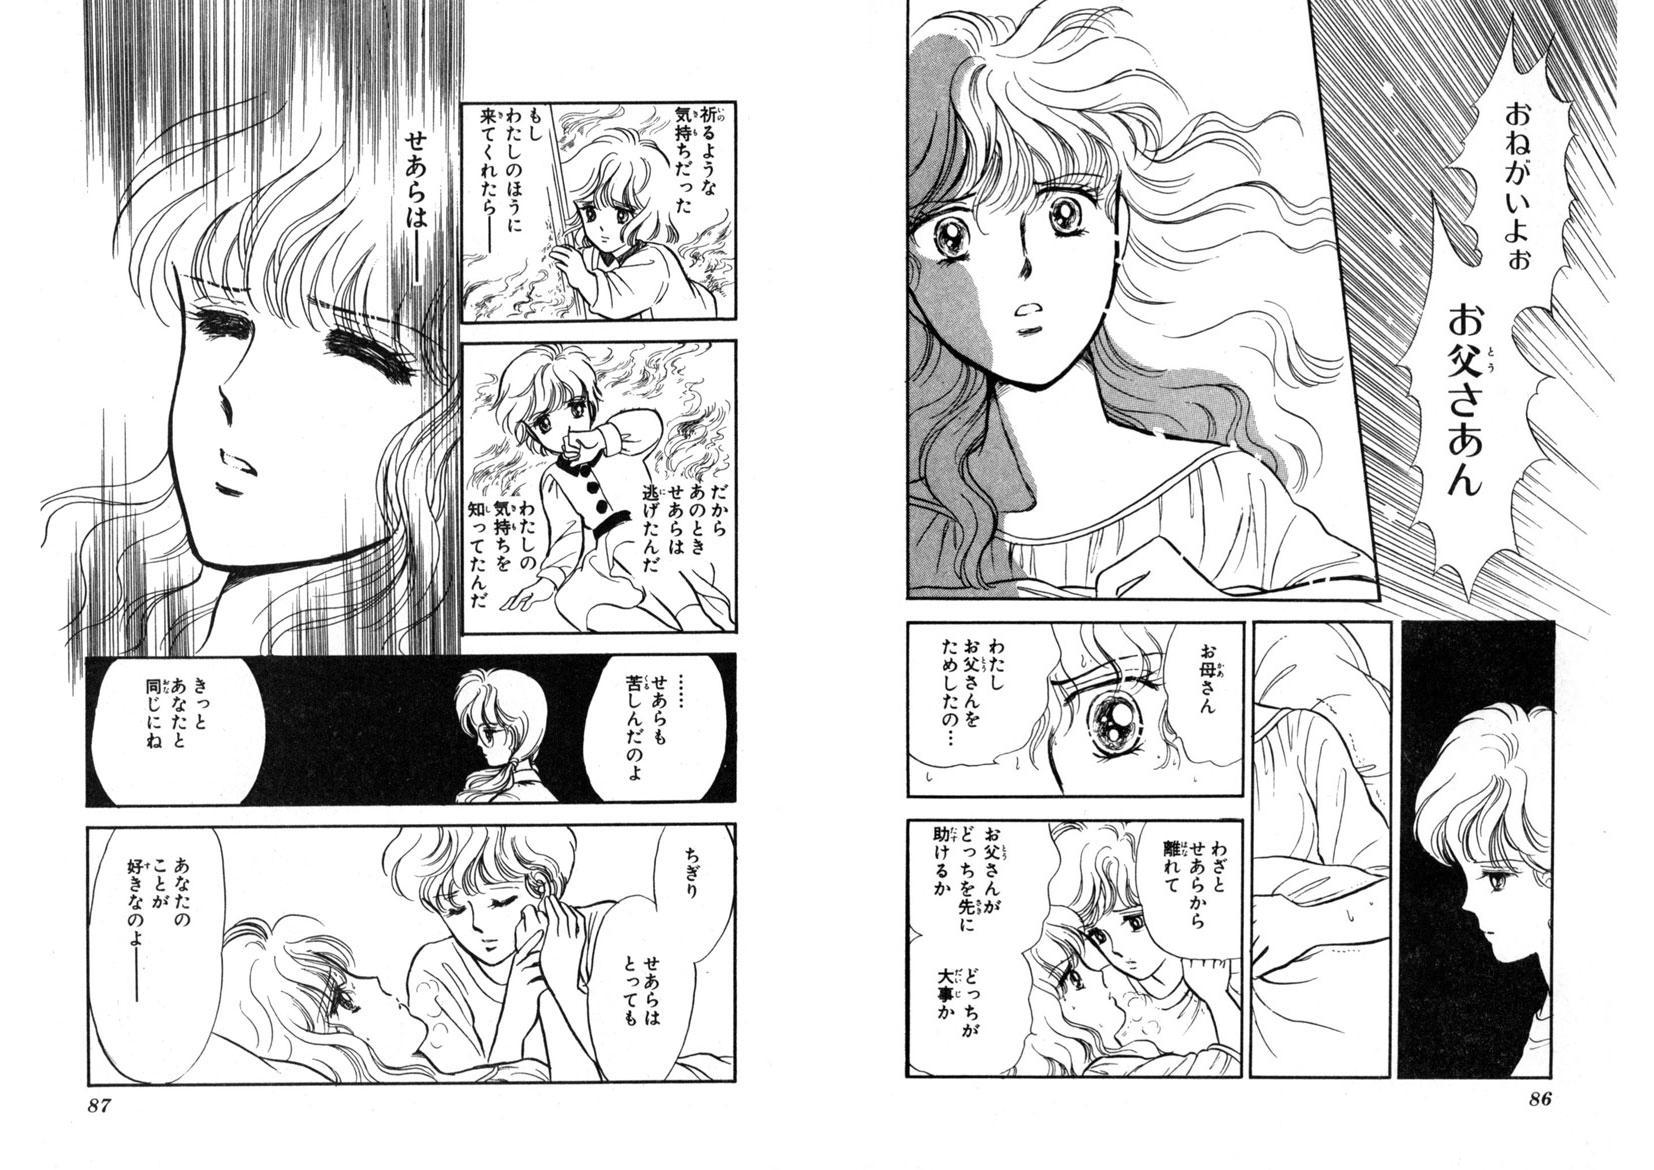 おねがいよぉ
お父さあん
お母さん
わたし
お父さんを
ためしたの…
わざと
せあらから
離れて
お父さんが
どっちを先に
助けるか
どっちが
大事か
86
祈るような
気持ちだった
もし
わたしのほうに
来てくれたら――
だから
あのとき
せあらは
逃げたんだ
わたしの
気持ちを
知ってたんだ
せあらは――
……
せあらも
苦しんだのよ
きっと
あなたと
同じにね
ちぎり
せあらは
とっても
あなたの
ことが
好きなのよ――
87